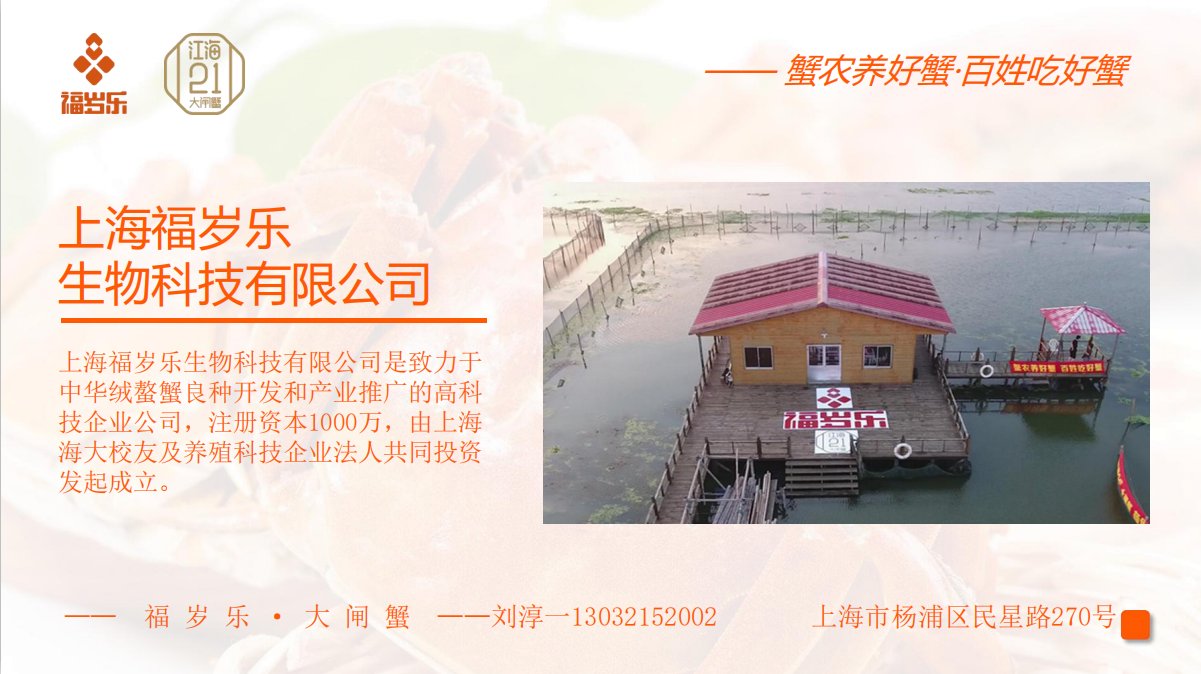 福岁乐
江海
21
大闸蟹
—— 蟹农养好蟹·百姓吃好蟹
上海福岁乐
生物科技有限公司
上海福岁乐生物科技有限公司是致力于
中华绒螯蟹良种开发和产业推广的高科
技企业公司，注册资本1000万，由上海
海大校友及养殖科技企业法人共同投资
发起成立。
蟹农养好蟹 百姓吃好蟹
福岁乐
江海
21
—— 福岁乐·大闸蟹 ——刘淳一13032152002 上海市杨浦区民星路270号